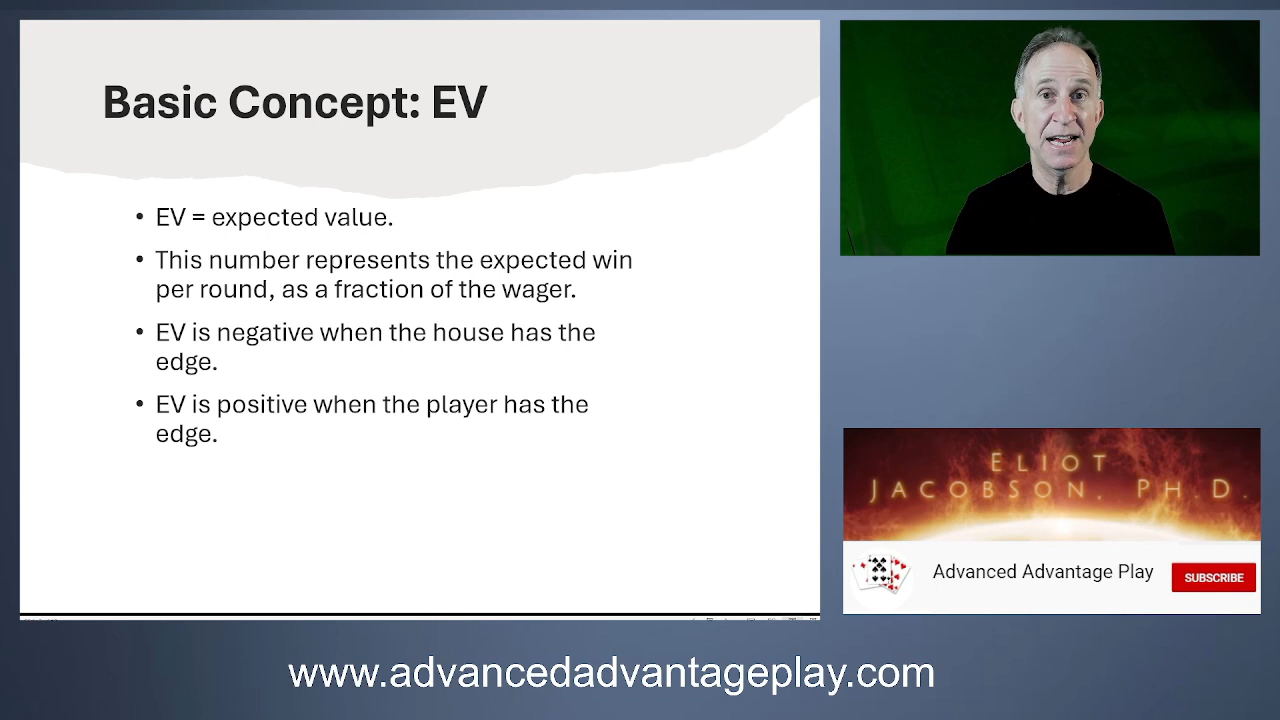 Basic Concept: EV
• EV = expected value.
• This number represents the expected win
per round, as a fraction of the wager.
• EV is negative when the house has the
edge.
• EV is positive when the player has the
edge.
ELIOT
JACOBSON, PH.D.
Advanced Advantage Play
SUBSCRIBE
www.advancedadvantageplay.com